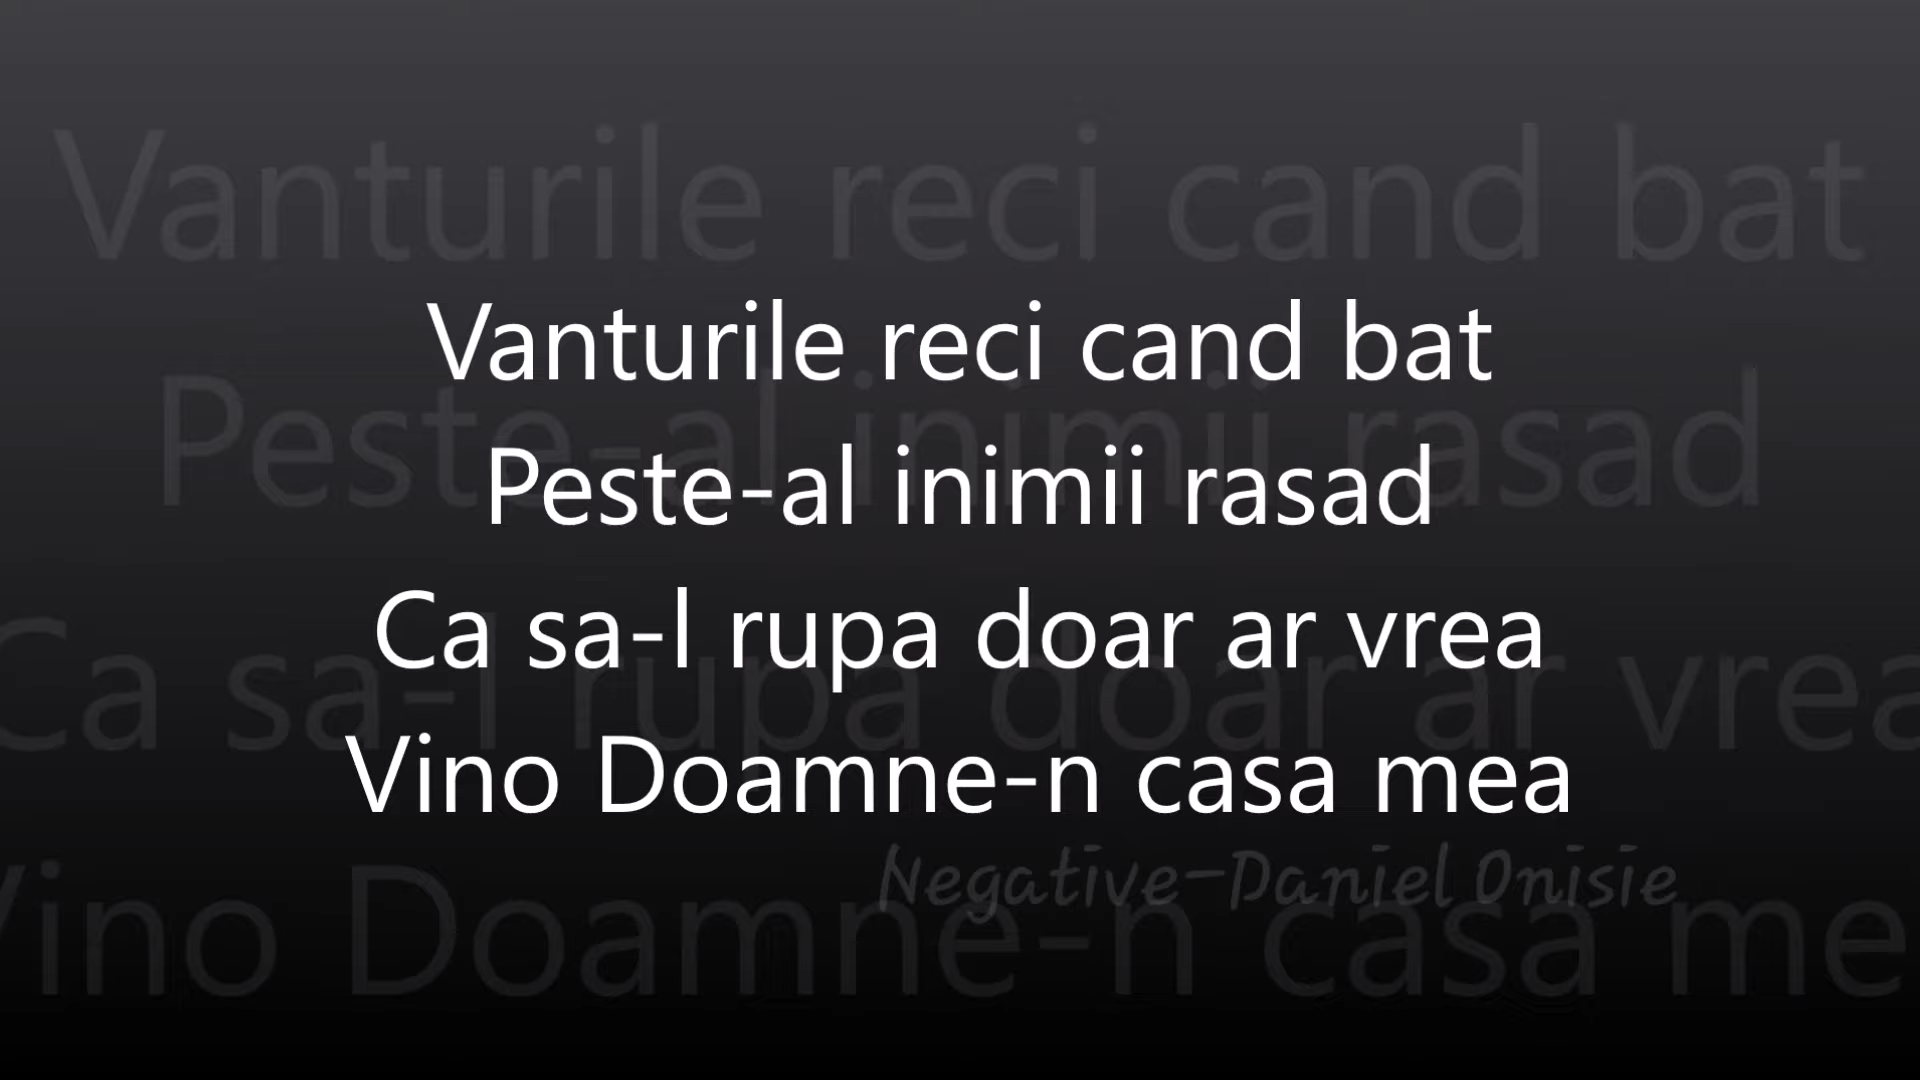 Vanturile reci cand bat
Peste-al inimii rasad
Ca sa-l rupa doar ar vrea
Vino Doamne-n casa mea
Negative-Daniel Onisie